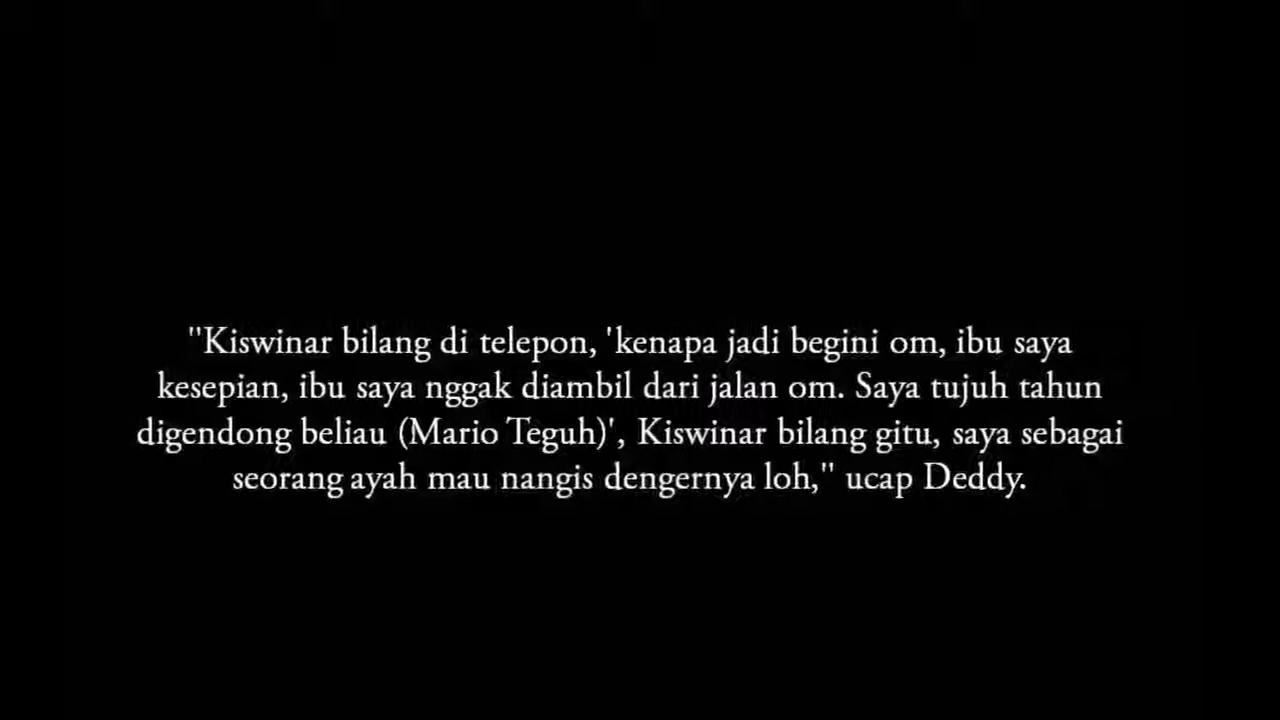 "Kiswinar bilang di telepon, 'kenapa jadi begini om, ibu saya
kesepian, ibu saya nggak diambil dari jalan om. Saya tujuh tahun
digendong beliau (Mario Teguh)', Kiswinar bilang gitu, saya sebagai
seorang ayah mau nangis dengernya loh," ucap Deddy.